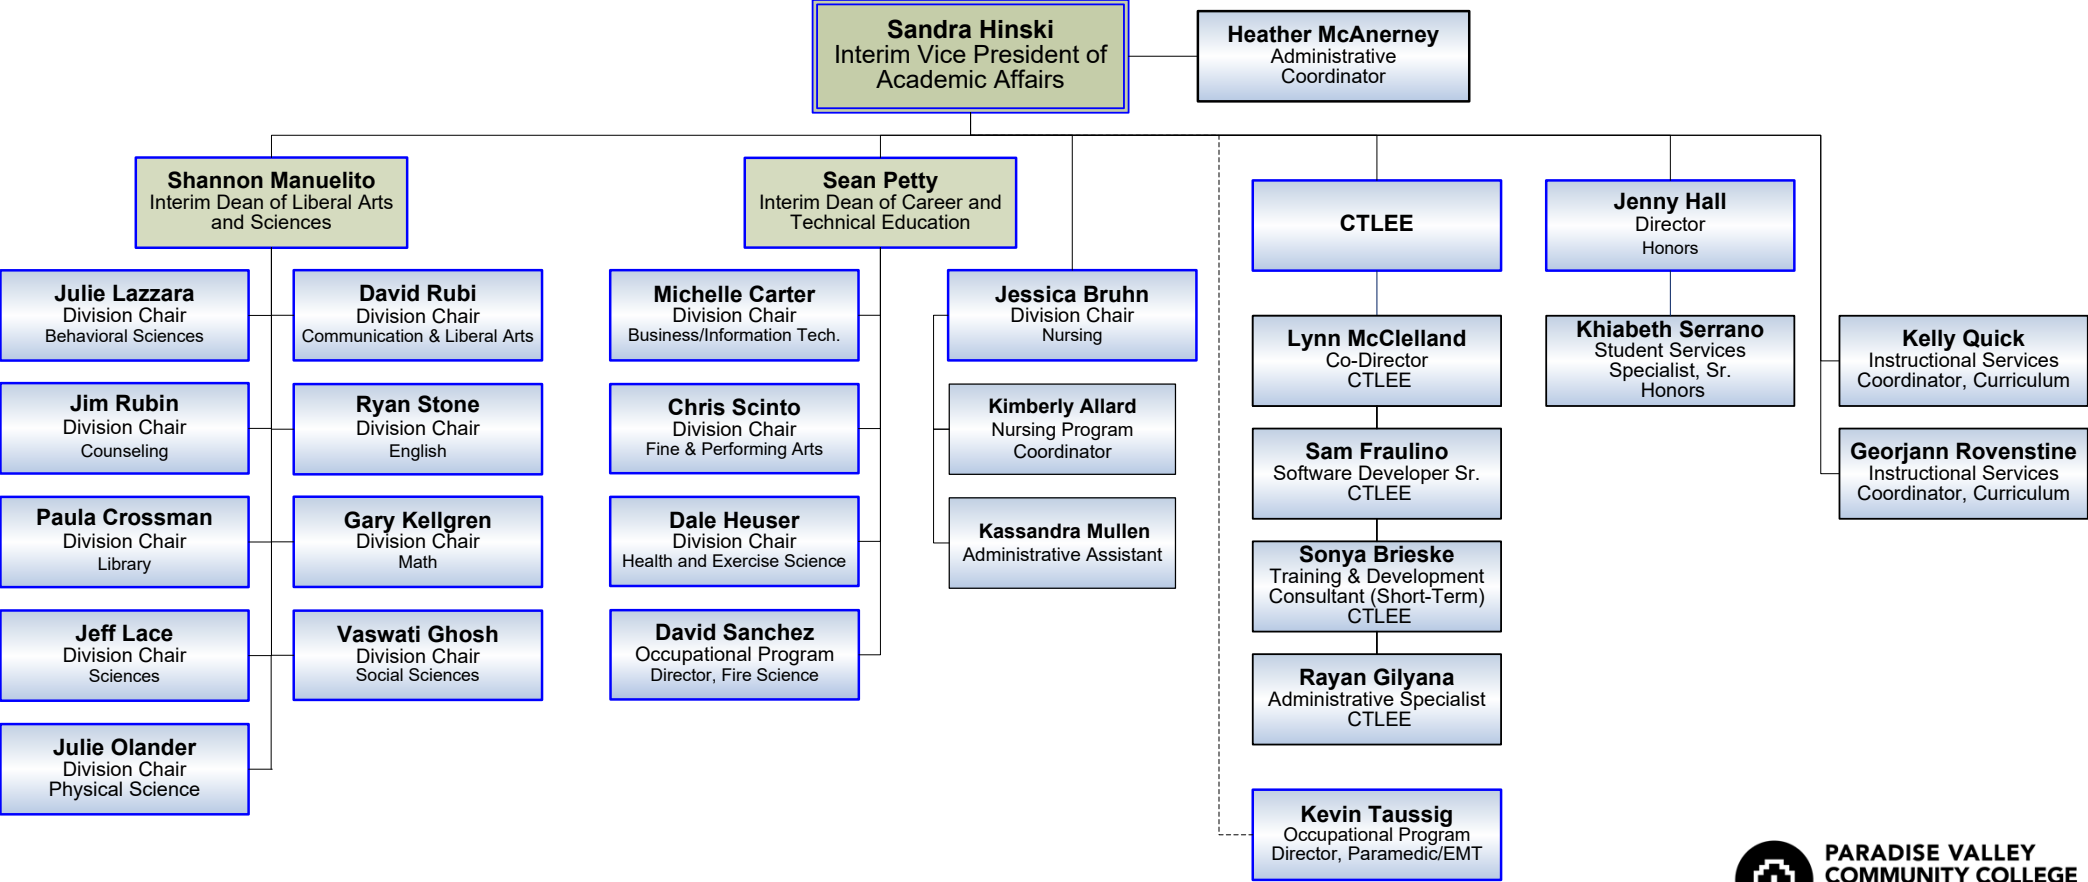 Sandra Hinski
Interim Vice President of
Academic Affairs
Heather McAnerney
Administrative
Coordinator
Shannon Manuelito
Interim Dean of Liberal Arts
and Sciences
Julie Lazzara
Division Chair
Behavioral Sciences
David Rubi
Division Chair
Communication & Liberal Arts
Jim Rubin
Division Chair
Counseling
Ryan Stone
Division Chair
English
Paula Crossman
Division Chair
Library
Gary Kellgren
Division Chair
Math
Jeff Lace
Division Chair
Sciences
Vaswati Ghosh
Division Chair
Social Sciences
Julie Olander
Division Chair
Physical Science
Sean Petty
Interim Dean of Career and
Technical Education
Michelle Carter
Division Chair
Business/Information Tech.
Chris Scinto
Division Chair
Fine & Performing Arts
Dale Heuser
Division Chair
Health and Exercise Science
David Sanchez
Occupational Program
Director, Fire Science
Jessica Bruhn
Division Chair
Nursing
Kimberly Allard
Nursing Program
Coordinator
Kassandra Mullen
Administrative Assistant
CTLEE
Lynn McClelland
Co-Director
CTLEE
Sam Fraulino
Software Developer Sr.
CTLEE
Sonya Brieske
Training & Development
Consultant (Short-Term)
CTLEE
Rayan Gilyana
Administrative Specialist
CTLEE
Kevin Taussig
Occupational Program
Director, Paramedic/EMT
Jenny Hall
Director
Honors
Khiabeth Serrano
Student Services
Specialist, Sr.
Honors
Kelly Quick
Instructional Services
Coordinator, Curriculum
Georjann Rovenstine
Instructional Services
Coordinator, Curriculum
PARADISE VALLEY
COMMUNITY COLLEGE